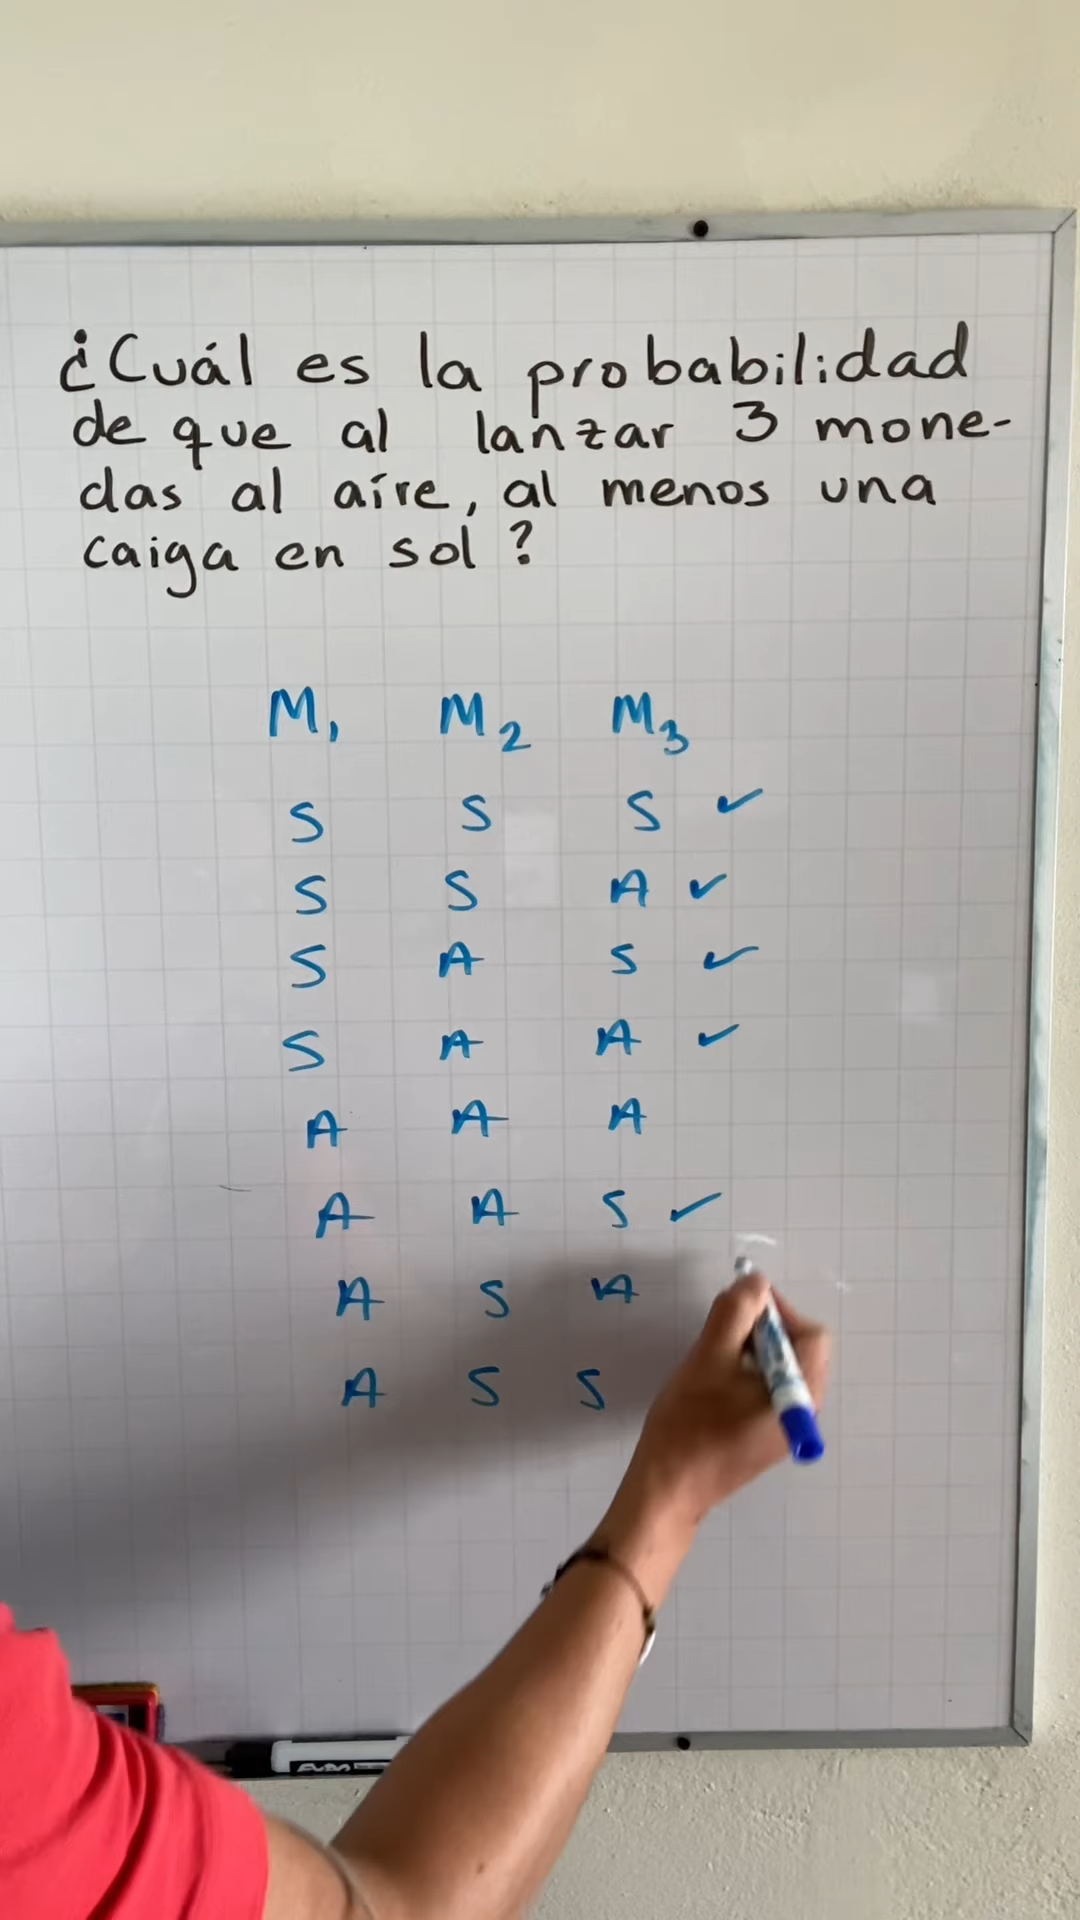 ¿Cuál es la probabilidad
de que al lanzar 3 mone-
das al aire, al menos una
caiga en sol?
M₁ M₂ M₃
S S S ✓
S S A ✓
S A S ✓
S A A ✓
A A A
A A S ✓
A S A
A S S